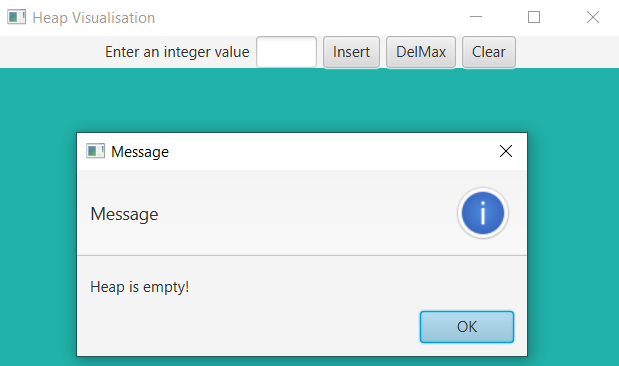 Heap Visualisation
Enter an integer value Insert DelMax Clear
Message
Message
i
Heap is empty!
OK